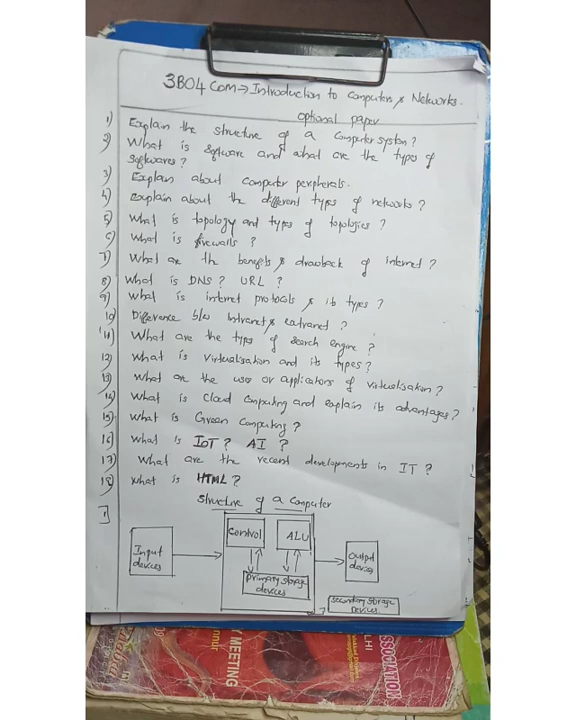 3B04 Com → Introduction to Computers & Networks.
optional paper
1) Explain the structure of a Computer system?
2) What is software and what are the types of
softwares?
3) Explain about computer peripherals.
4) Explain about the different types of networks?
5) What is topology and types of topologies?
6) What is firewalls?
7) What are the benefits & drawback of internet?
8) What is DNS? URL?
9) What is internet protocols & its types?
10) Difference b/w Intranet & extranet?
11) What are the types of search engine?
12) What is virtualisation and its types?
13) What are the use or applications of virtualisation?
14) What is Cloud Computing and explain its advantages?
15) What is Green Computing?
16) What is IoT? AI?
17) What are the recent developments in IT?
18) What is HTML?
Structure of a Computer
1]
Control
ALU
Input
devices
Output
devices
primary storage
devices
secondary storage
Devices.
MEETING
ASSOCIATION
LHI